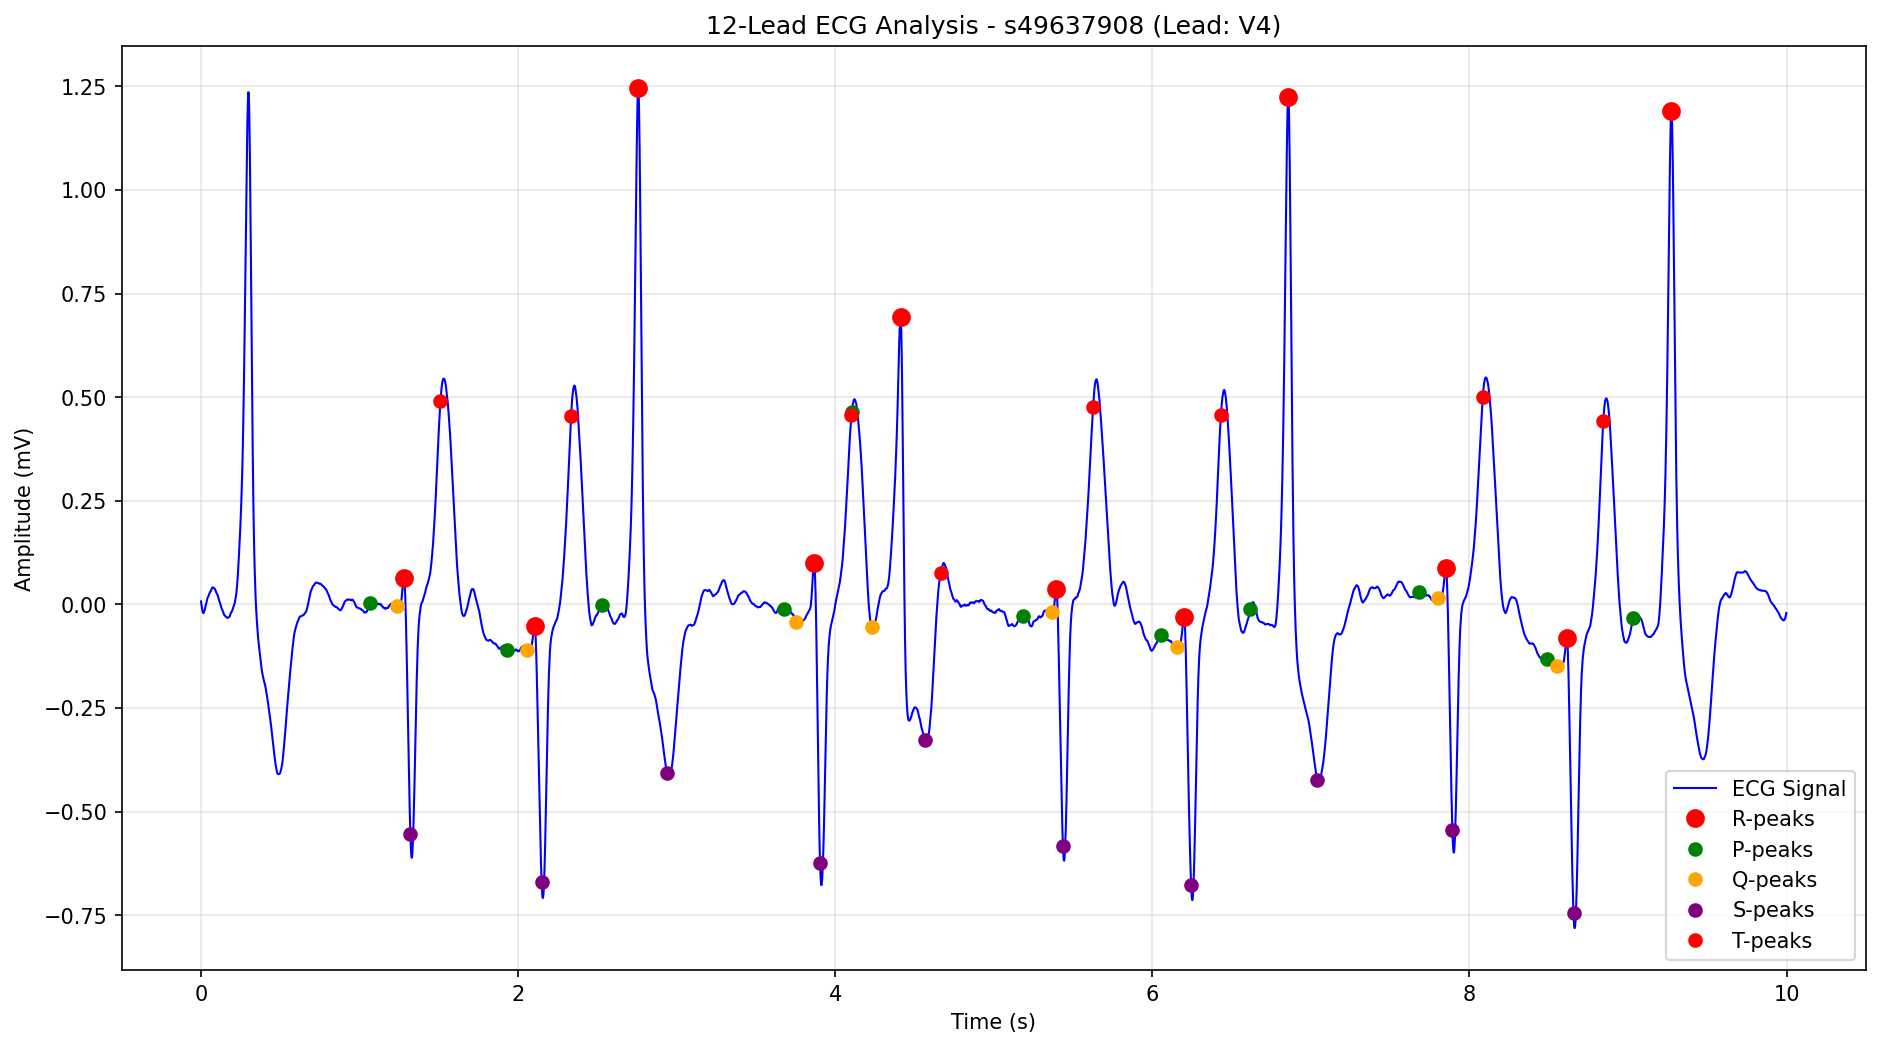 12-Lead ECG Analysis - s49637908 (Lead: V4)
Amplitude (mV)
1.25
1.00
0.75
0.50
0.25
0.00
−0.25
−0.50
−0.75
ECG Signal
R-peaks
P-peaks
Q-peaks
S-peaks
T-peaks
0 2 4 6 8 10
Time (s)